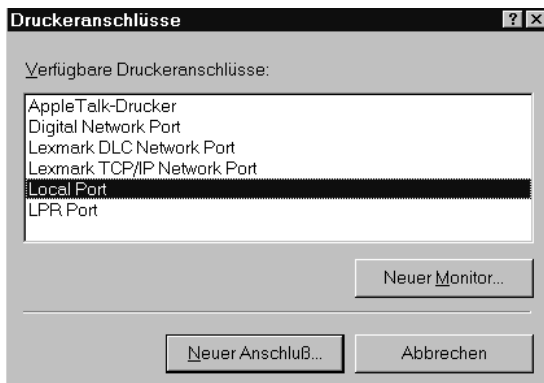 Druckeranschlüsse
Verfügbare Druckeranschlüsse:
AppleTalk-Drucker
Digital Network Port
Lexmark DLC Network Port
Lexmark TCP/IP Network Port
Local Port
LPR Port
Neuer Monitor...
Neuer Anschluß...
Abbrechen